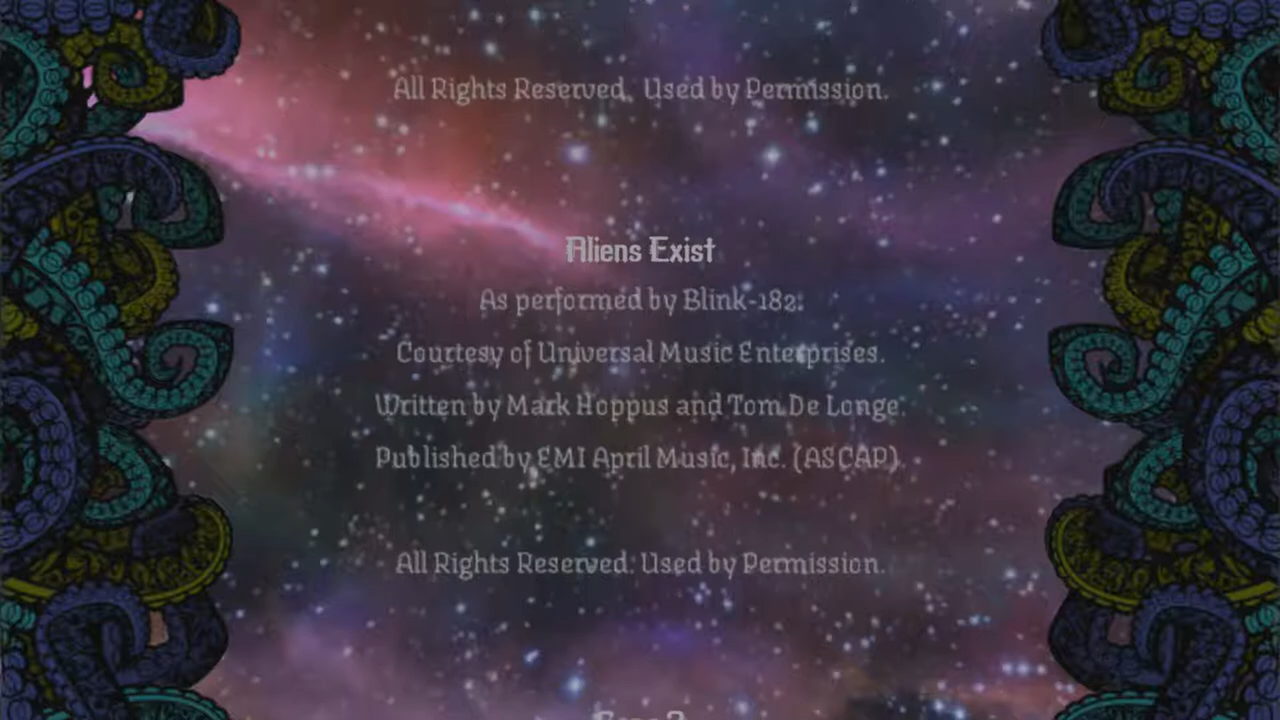 All Rights Reserved. Used by Permission.
Aliens Exist
As performed by Blink-182.
Courtesy of Universal Music Enterprises.
Written by Mark Hoppus and Tom De Longe.
Published by EMI April Music, Inc. (ASCAP)
All Rights Reserved. Used by Permission.